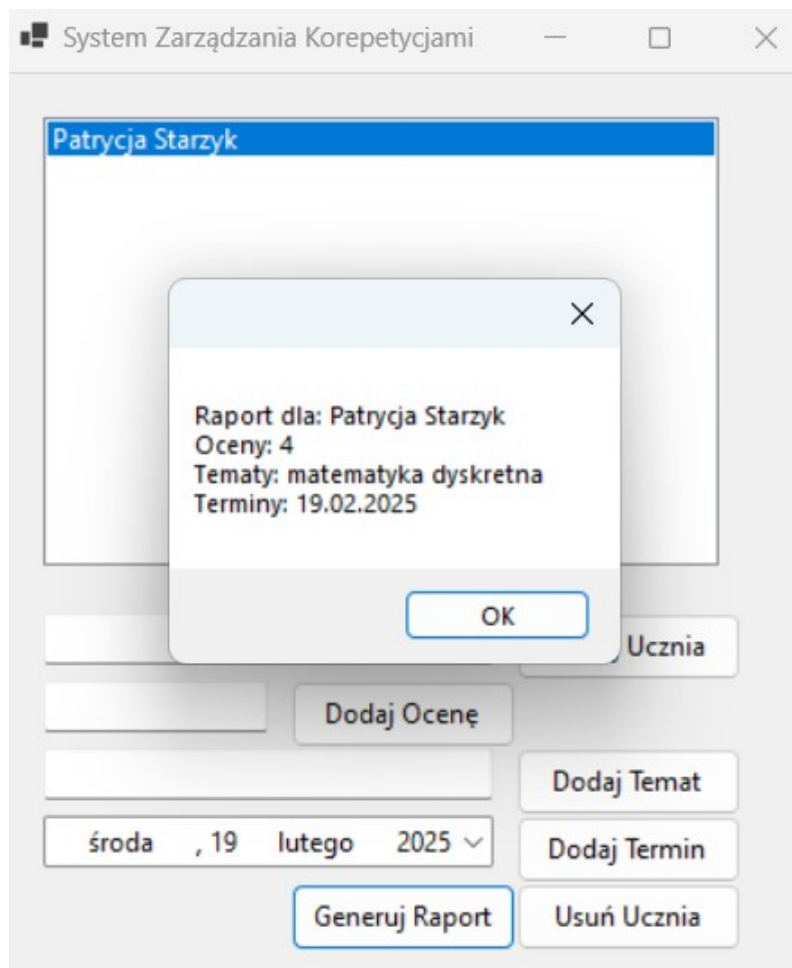 System Zarządzania Korepetycjami
Patrycja Starzyk
Raport dla: Patrycja Starzyk
Oceny: 4
Tematy: matematyka dyskretna
Terminy: 19.02.2025
OK
Ucznia
Dodaj Ocenę
Dodaj Temat
środa , 19 lutego 2025
Dodaj Termin
Generuj Raport
Usuń Ucznia